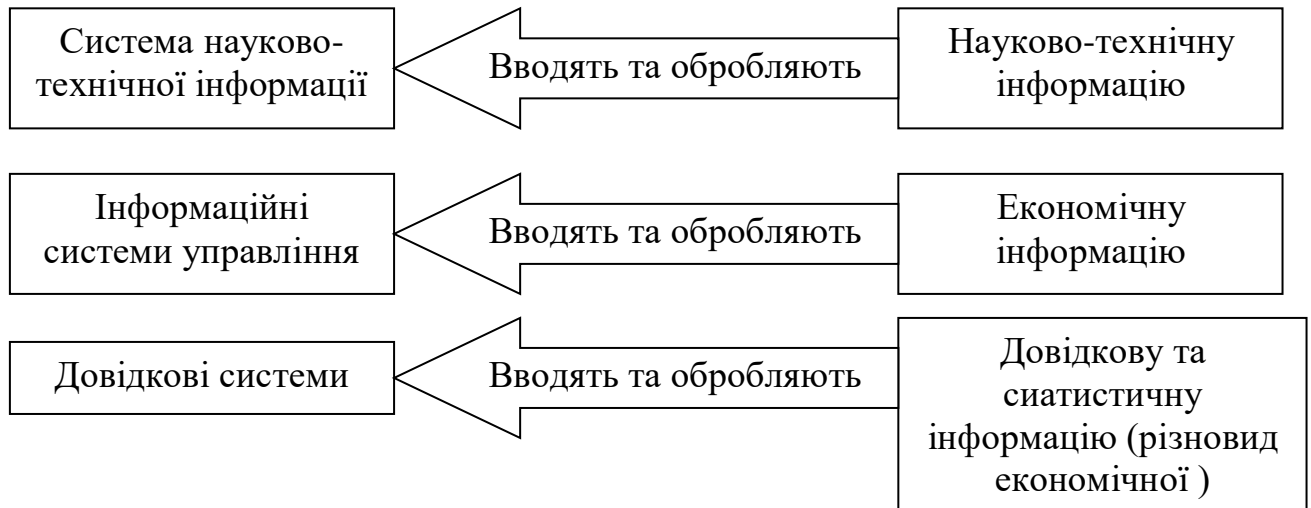 Система науково-
технічної інформації
Вводять та обробляють
Науково-технічну
інформацію
Інформаційні
системи управління
Вводять та обробляють
Економічну
інформацію
Довідкові системи
Вводять та обробляють
Довідкову та
сиатистичну
інформацію (різновид
економічної )